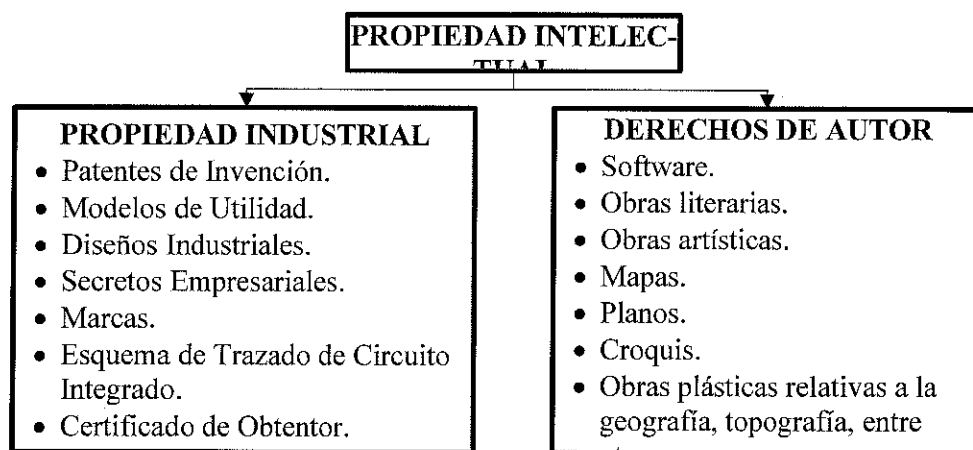 PROPIEDAD INTELEC-
PROPIEDAD INDUSTRIAL
• Patentes de Invención.
• Modelos de Utilidad.
• Diseños Industriales.
• Secretos Empresariales.
• Marcas.
• Esquema de Trazado de Circuito
Integrado.
• Certificado de Obtentor.
DERECHOS DE AUTOR
• Software.
• Obras literarias.
• Obras artísticas.
• Mapas.
• Planos.
• Croquis.
• Obras plásticas relativas a la
geografía, topografía, entre